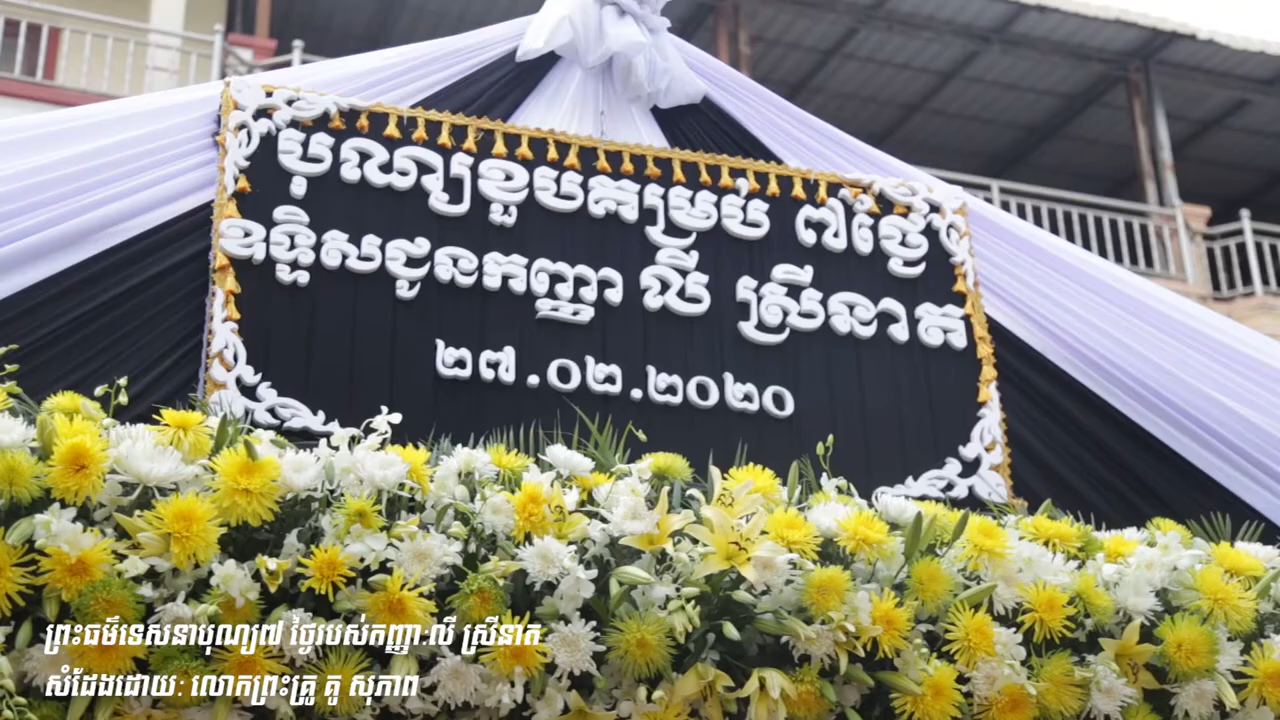 បុណ្យខួបគម្រប់ ៧ថ្ងៃ
ឧទ្ទិសជូនកញ្ញា លី ស្រីនាត
២៧.០២.២០២០
ព្រះធម៌ទេសនាបុណ្យ៧ ថ្ងៃរបស់កញ្ញា.លី ស្រីនាត
សំដែងដោយ: លោកព្រះគ្រូ គូ សុភាព